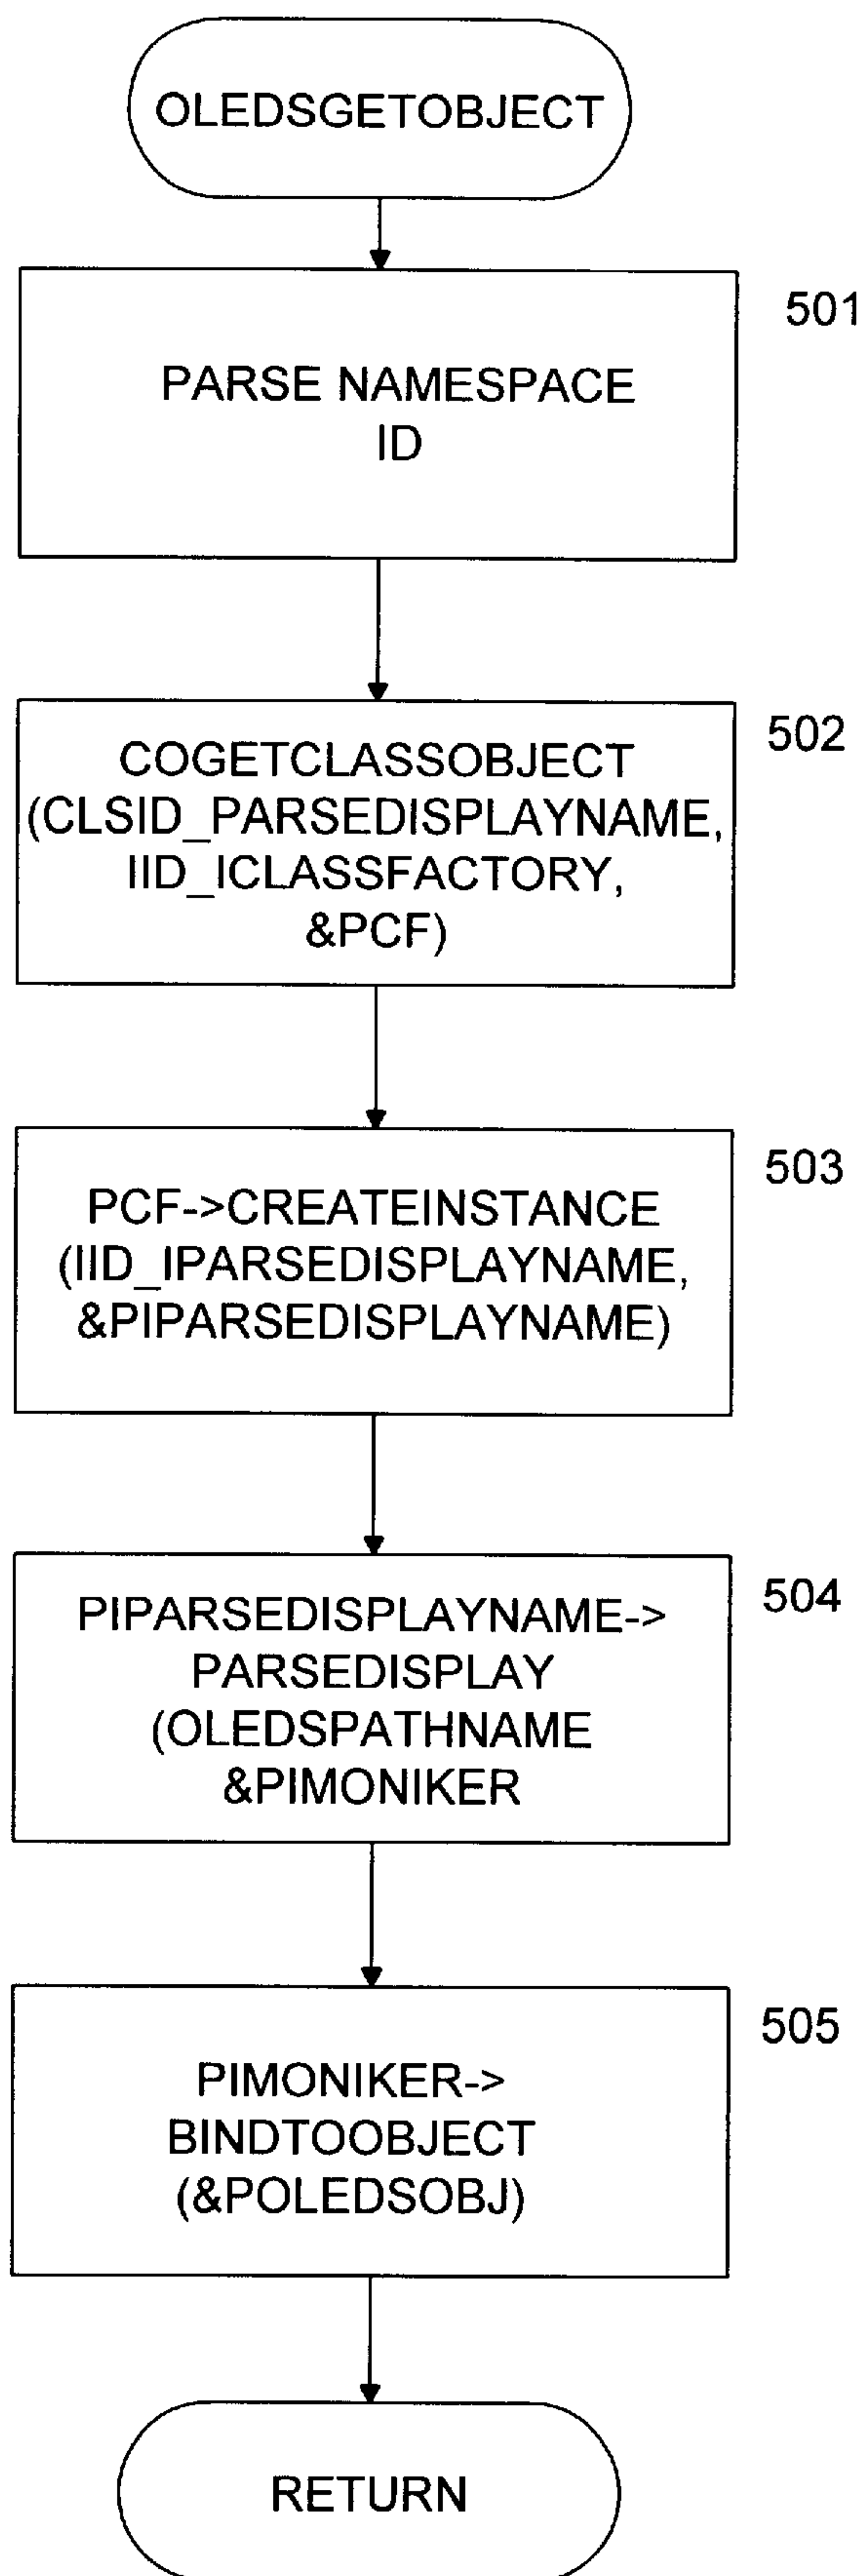 OLEDSGETOBJECT
501
PARSE NAMESPACE
ID
502
COGETCLASSOBJECT
(CLSID_PARSEDISPLAYNAME,
IID_ICLASSFACTORY,
&PCF)
503
PCF->CREATEINSTANCE
(IID_IPARSEDISPLAYNAME,
&PIPARSEDISPLAYNAME)
504
PIPARSEDISPLAYNAME->
PARSEDISPLAY
(OLEDSPATHNAME
&PIMONIKER
505
PIMONIKER->
BINDTOOBJECT
(&POLEDSOBJ)
RETURN